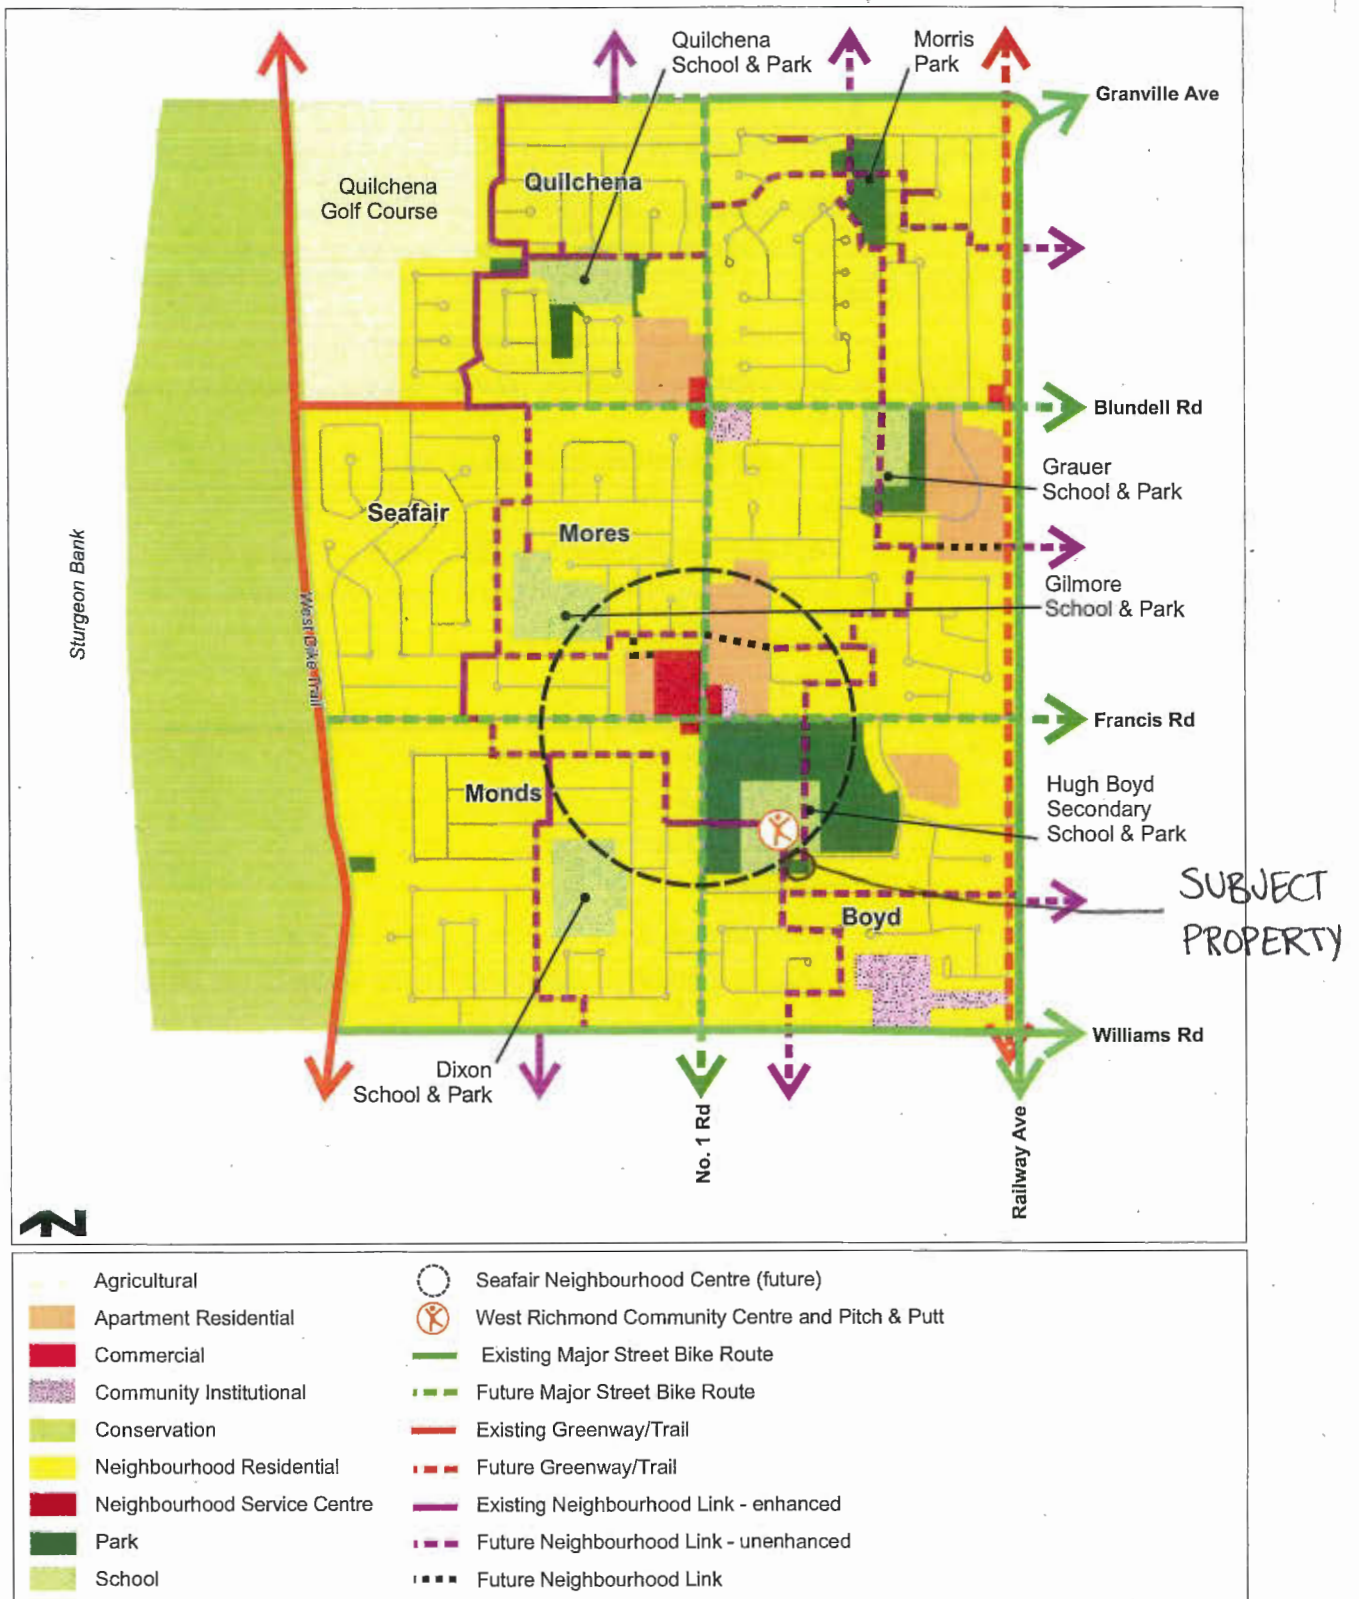 Quilchena
School & Park
Morris
Park
Granville Ave
Quilchena
Golf Course
Quilchena
Blundell Rd
Grauer
School & Park
Seafair
Mores
Sturgeon Bank
Gilmore
School & Park
West Dike Trail
Francis Rd
Monds
Hugh Boyd
Secondary
School & Park
SUBJECT
PROPERTY
Boyd
Williams Rd
Dixon
School & Park
No. 1 Rd
Railway Ave
N
Agricultural
Apartment Residential
Commercial
Community Institutional
Conservation
Neighbourhood Residential
Neighbourhood Service Centre
Park
School
Seafair Neighbourhood Centre (future)
West Richmond Community Centre and Pitch & Putt
Existing Major Street Bike Route
Future Major Street Bike Route
Existing Greenway/Trail
Future Greenway/Trail
Existing Neighbourhood Link - enhanced
Future Neighbourhood Link - unenhanced
Future Neighbourhood Link